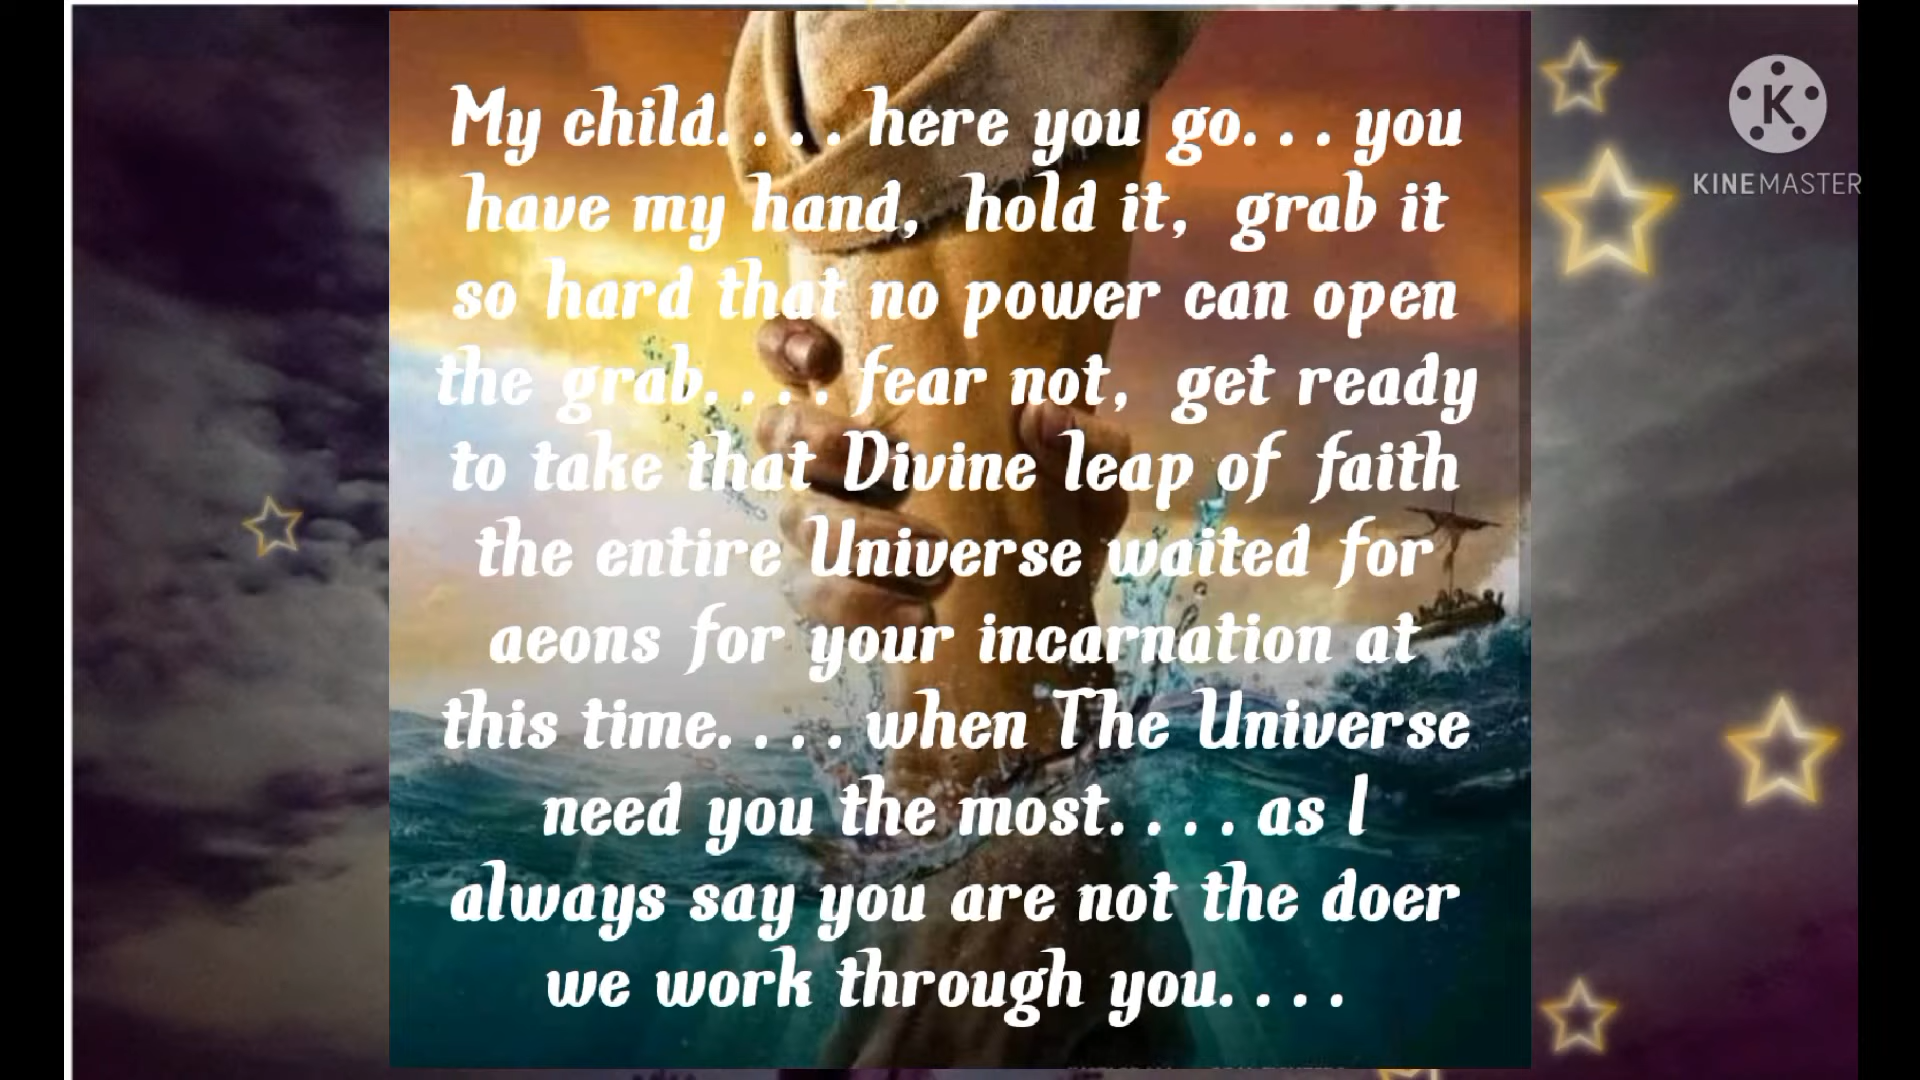 My child. . . . here you go. . . you
have my hand, hold it, grab it
so hard that no power can open
the grab. . . . fear not, get ready
to take that Divine leap of faith
the entire Universe waited for
aeons for your incarnation at
this time. . . . when The Universe
need you the most. . . . as I
always say you are not the doer
we work through you. . . .
K
KINEMASTER